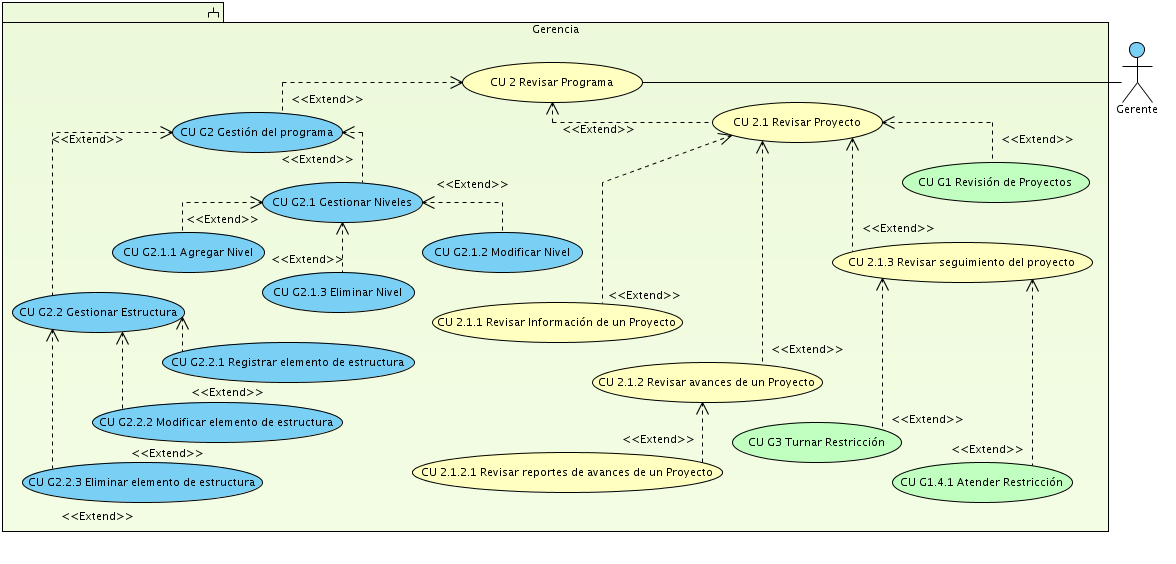 Gerencia
CU 2 Revisar Programa
<<Extend>>
Gerente
CU G2 Gestión del programa
CU 2.1 Revisar Proyecto
<<Extend>>
<<Extend>>
<<Extend>>
<<Extend>>
CU G1 Revisión de Proyectos
<<Extend>>
CU G2.1 Gestionar Niveles
<<Extend>>
<<Extend>>
CU G2.1.1 Agregar Nivel
CU G2.1.2 Modificar Nivel
<<Extend>>
CU 2.1.3 Revisar seguimiento del proyecto
CU G2.1.3 Eliminar Nivel
<<Extend>>
CU G2.2 Gestionar Estructura
CU 2.1.1 Revisar Información de un Proyecto
<<Extend>>
CU G2.2.1 Registrar elemento de estructura
CU 2.1.2 Revisar avances de un Proyecto
<<Extend>>
CU G2.2.2 Modificar elemento de estructura
<<Extend>>
<<Extend>>
CU G3 Turnar Restricción
<<Extend>>
<<Extend>>
CU 2.1.2.1 Revisar reportes de avances de un Proyecto
CU G2.2.3 Eliminar elemento de estructura
CU G1.4.1 Atender Restricción
<<Extend>>